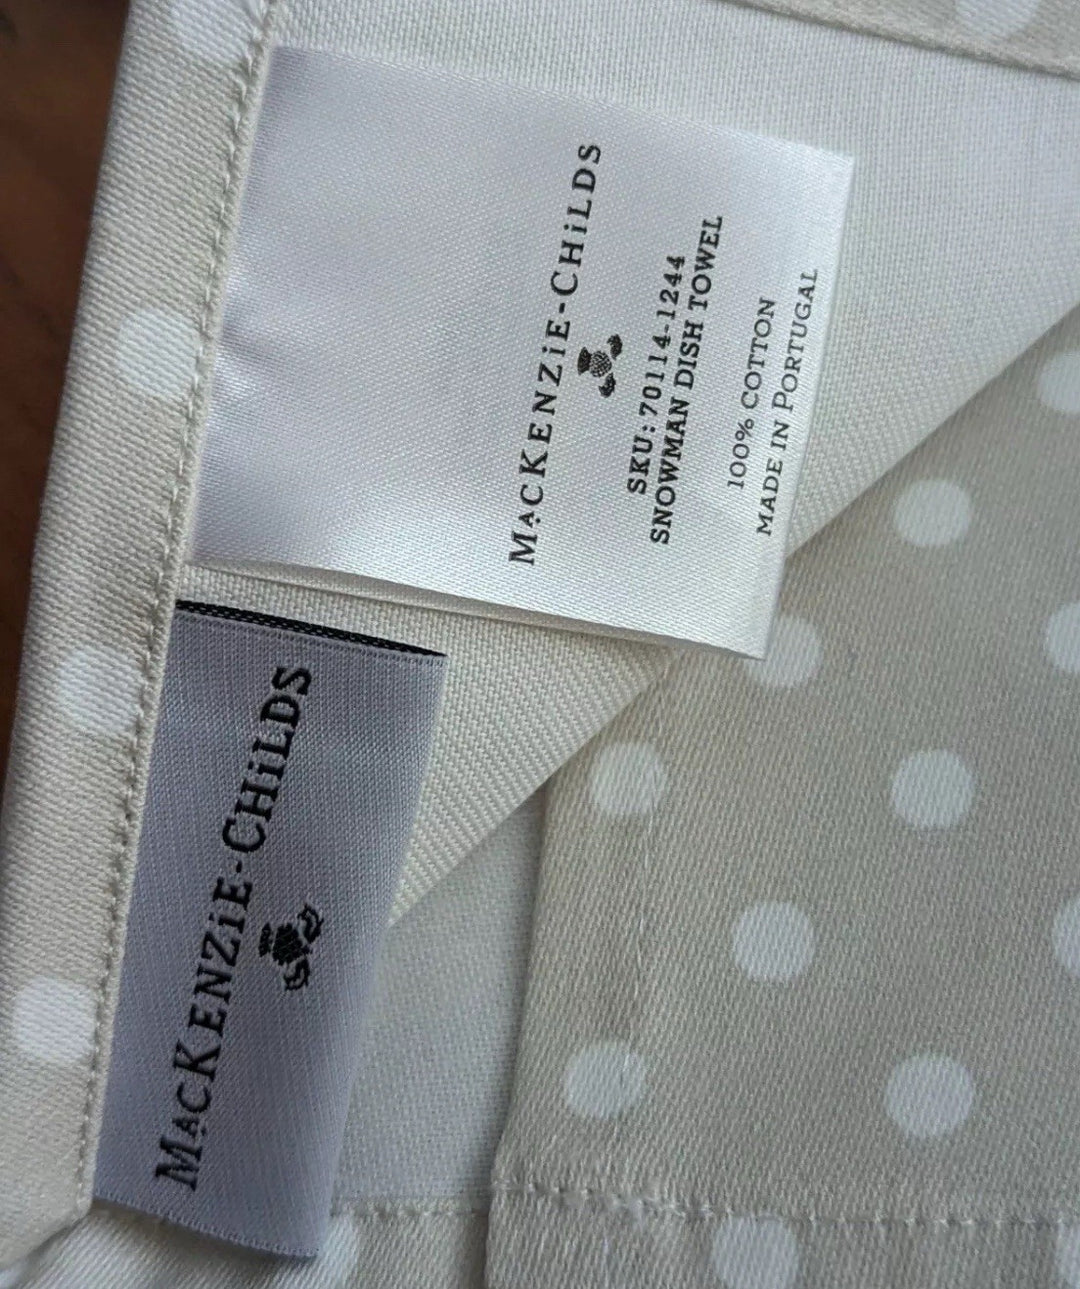 MACKENZiE-CHiLDS
SKU:70114-1244
SNOWMAN DISH TOWEL
100% COTTON
MADE IN PORTUGAL
MACKENZiE-CHiLDS